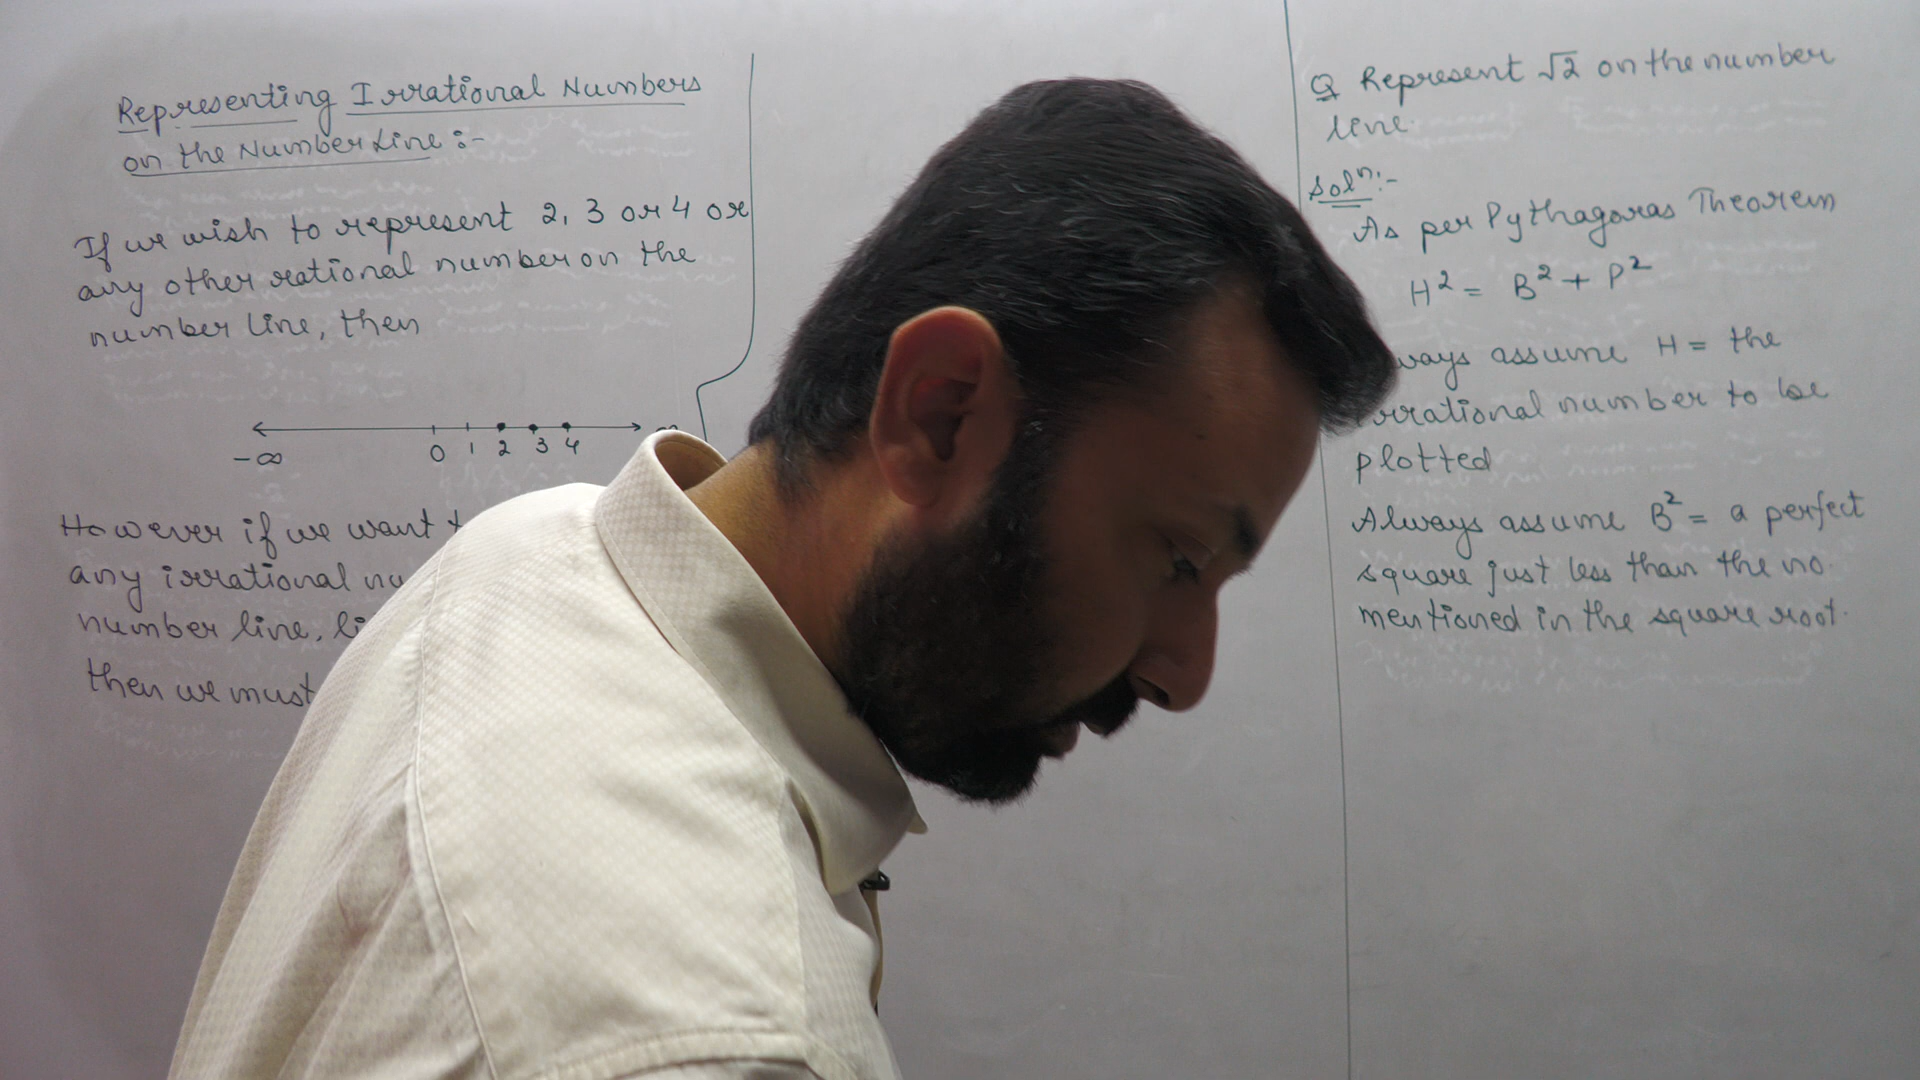 Representing Irrational Numbers
on the Number Line :-
If we wish to represent 2, 3 or 4 or
any other rational number on the
number line, then
-∞ 0 1 2 3 4
However if we want
any irrational
number line,
then we must
Q Represent √2 on the number
line.
Solⁿ:-
As per Pythagoras Theorem
H² = B² + P²
assume H = the
number to be
plotted
Always assume B² = a perfect
square just less than the no.
mentioned in the square root.